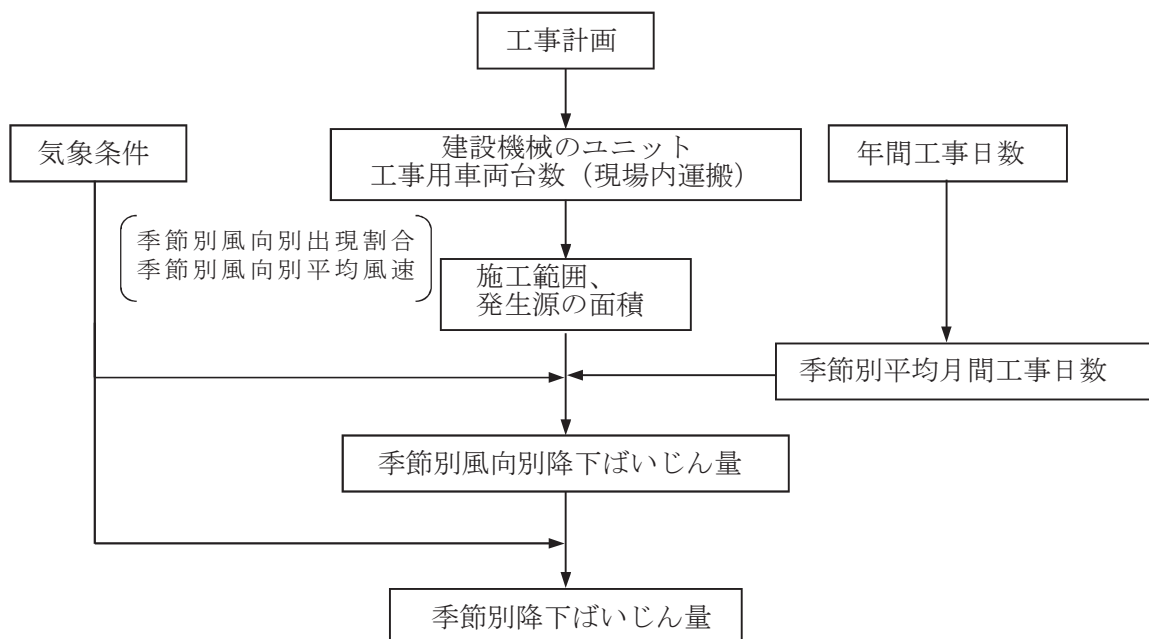 工事計画
気象条件
建設機械のユニット
工事用車両台数（現場内運搬）
年間工事日数
季節別風向別出現割合
季節別風向別平均風速
施工範囲、
発生源の面積
季節別平均月間工事日数
季節別風向別降下ばいじん量
季節別降下ばいじん量